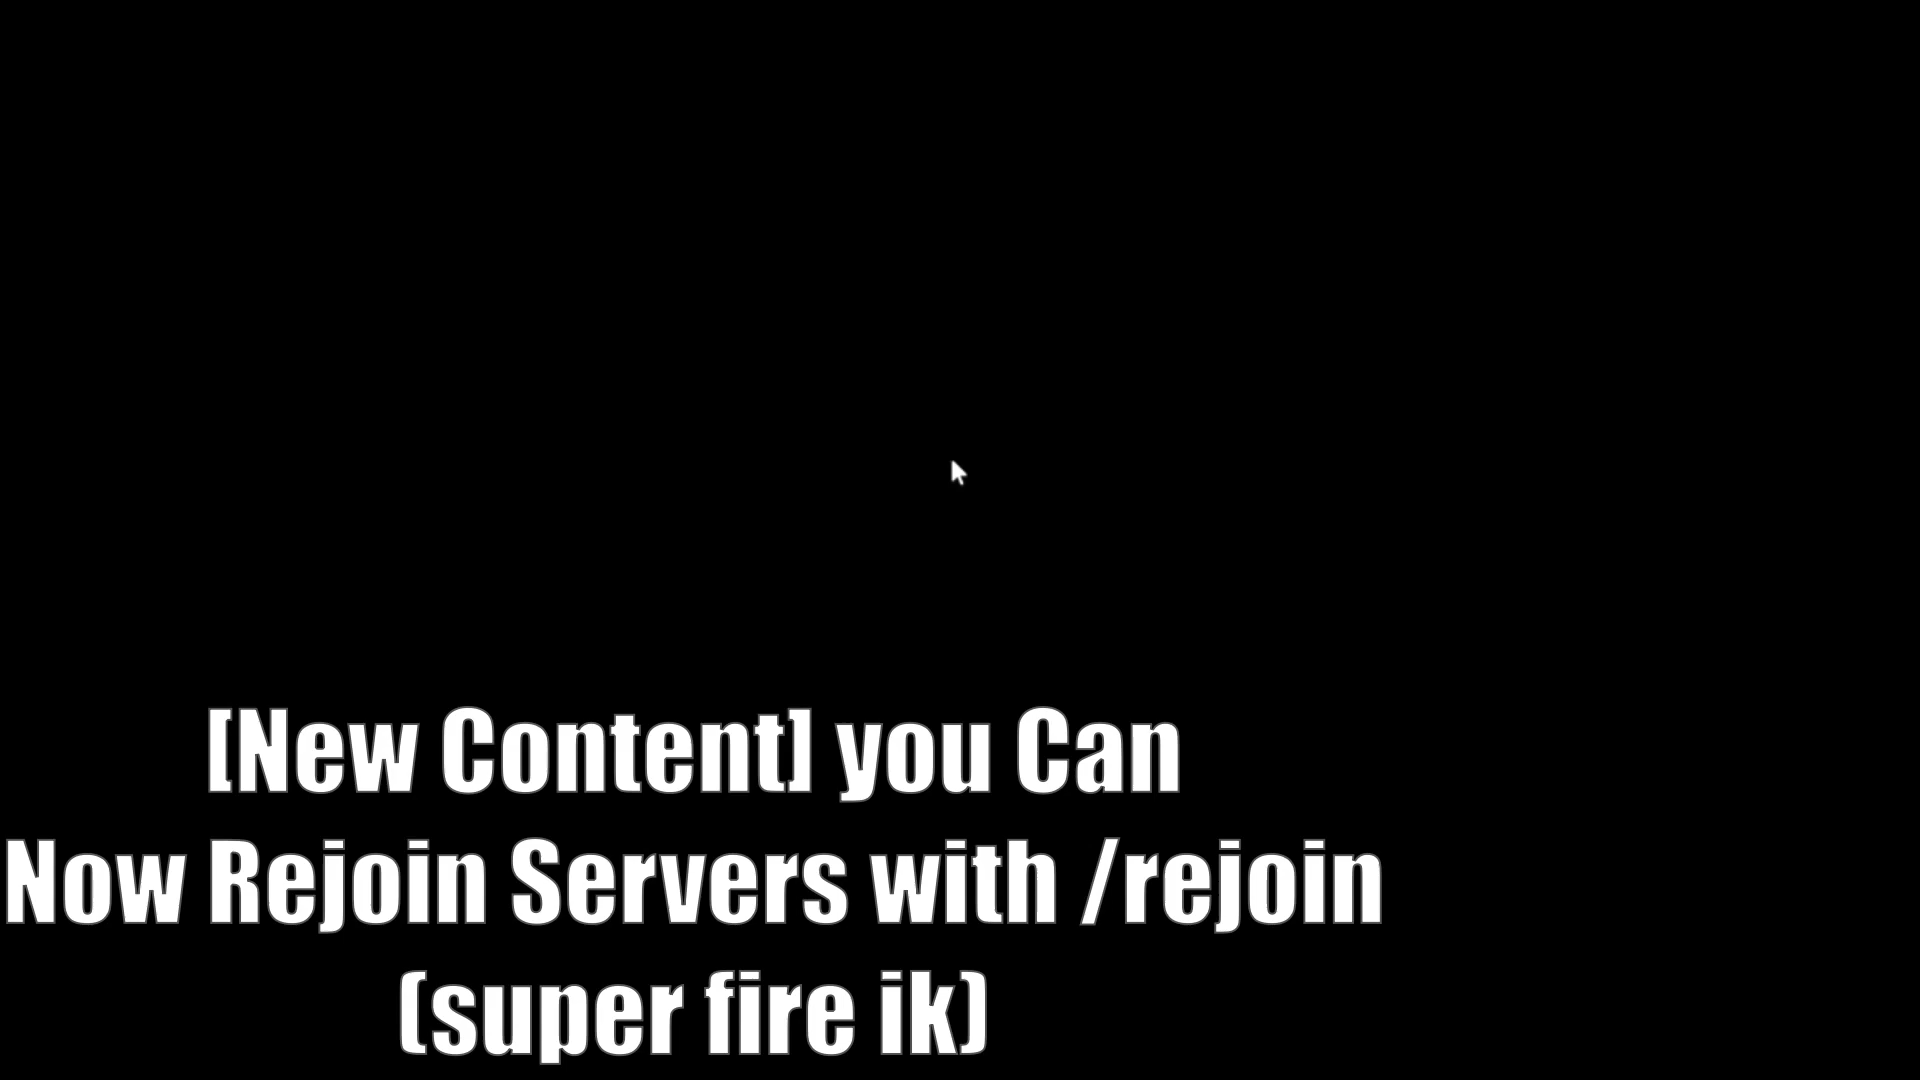 [New Content] you Can
Now Rejoin Servers with /rejoin
(super fire ik)